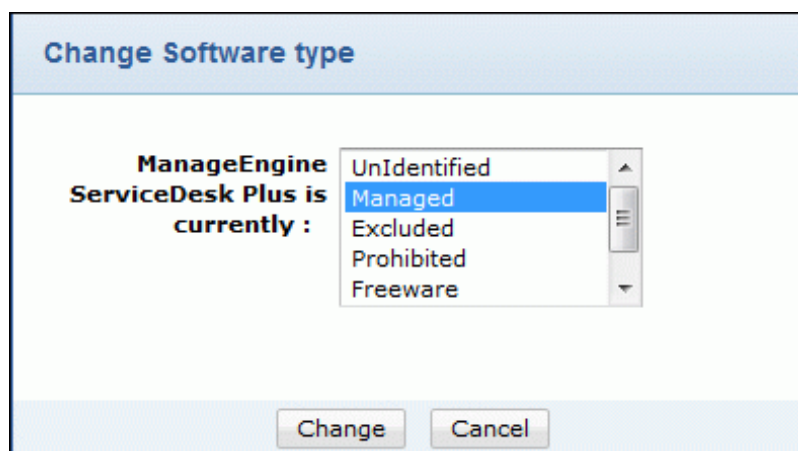 Change Software type
ManageEngine
ServiceDesk Plus is
currently :
UnIdentified
Managed
Excluded
Prohibited
Freeware
Change
Cancel